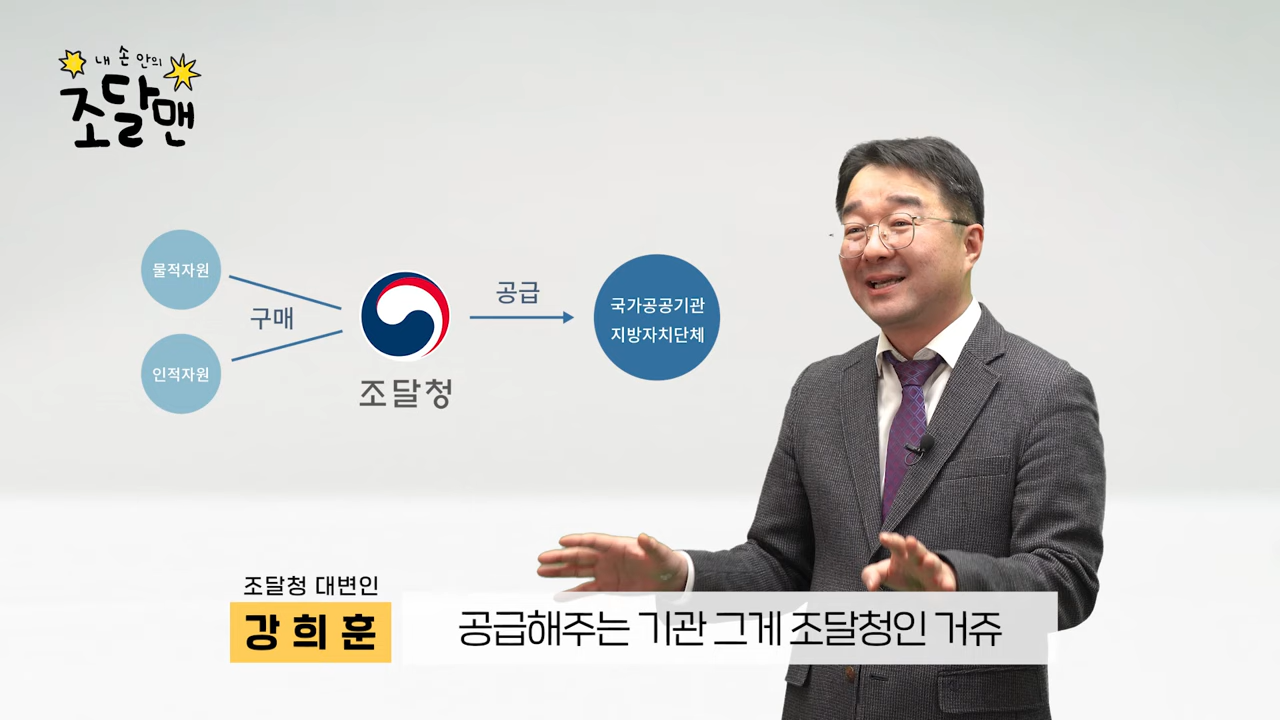 내 손 안의
조달맨
물적자원
구매
인적자원
조달청
공급
국가공공기관
지방자치단체
조달청 대변인
강희훈
공급해주는 기관 그게 조달청인 거쥬